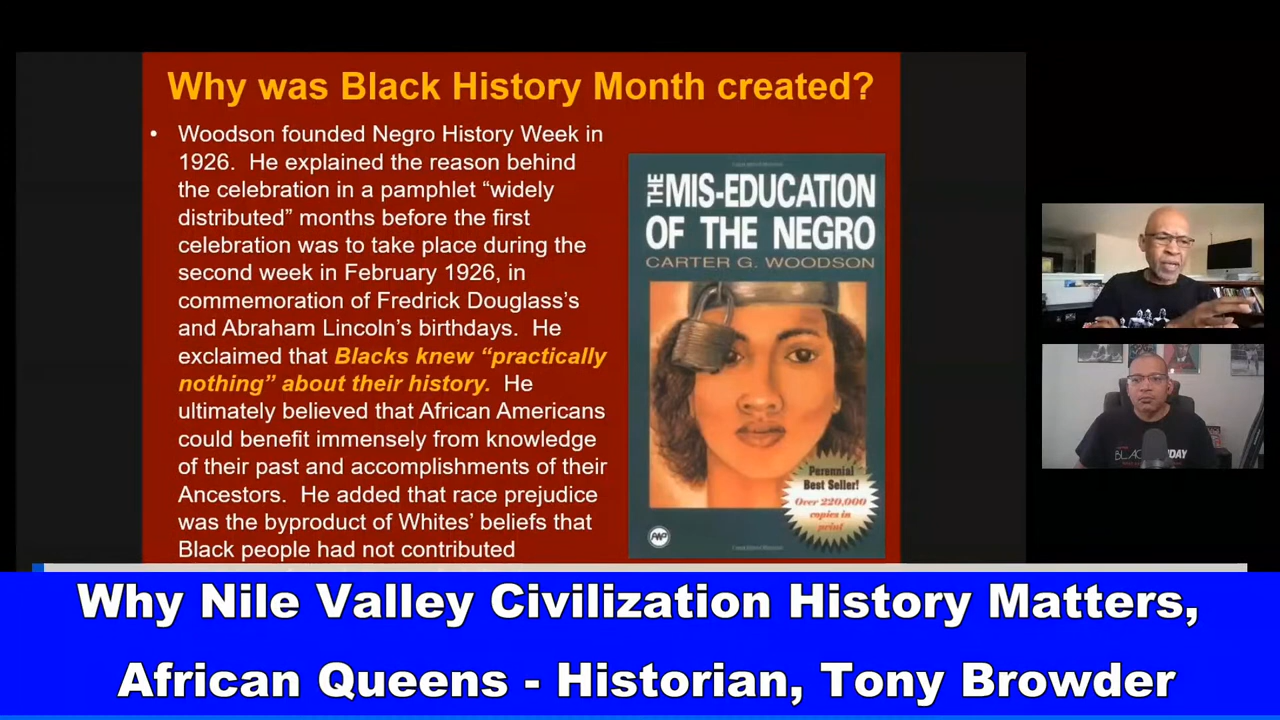 Why was Black History Month created?
• Woodson founded Negro History Week in
1926. He explained the reason behind
the celebration in a pamphlet “widely
distributed” months before the first
celebration was to take place during the
second week in February 1926, in
commemoration of Fredrick Douglass’s
and Abraham Lincoln’s birthdays. He
exclaimed that Blacks knew “practically
nothing” about their history. He
ultimately believed that African Americans
could benefit immensely from knowledge
of their past and accomplishments of their
Ancestors. He added that race prejudice
was the byproduct of Whites’ beliefs that
Black people had not contributed
THE MIS-EDUCATION
OF THE NEGRO
CARTER G. WOODSON
Perennial
Best Seller!
Over 220,000
copies in
print
AWP
Why Nile Valley Civilization History Matters,
African Queens - Historian, Tony Browder